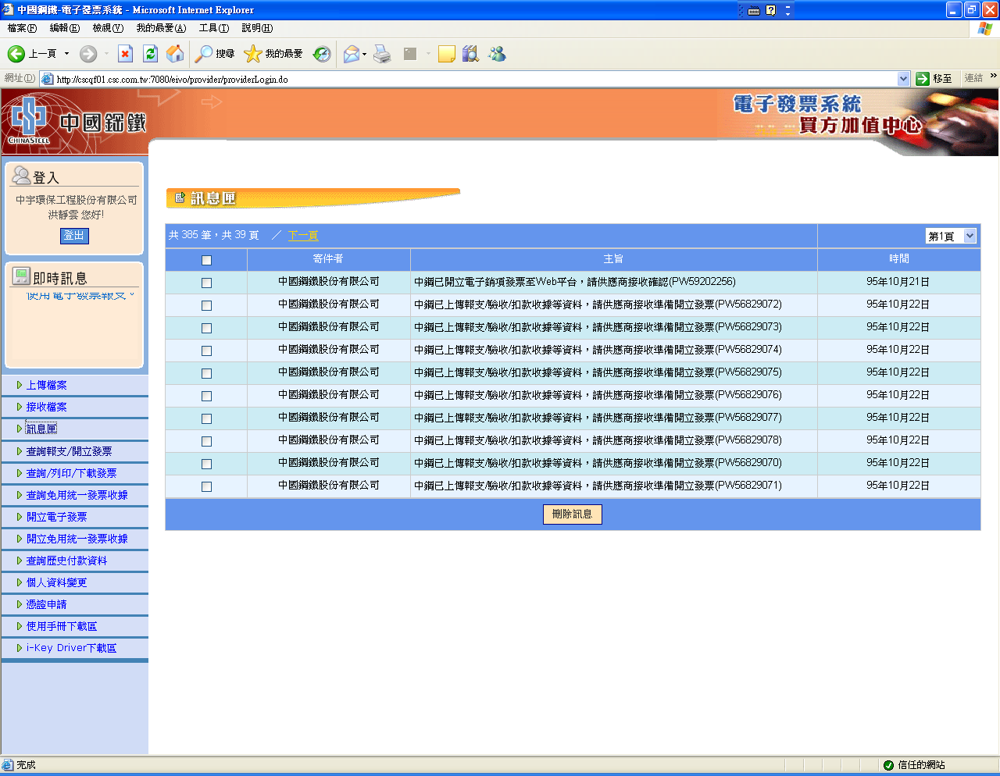 中國鋼鐵-電子發票系統 - Microsoft Internet Explorer
檔案(F) 編輯(E) 檢視(V) 我的最愛(A) 工具(T) 說明(H)
上一頁 搜尋 我的最愛
網址(D) http://cscqf01.csc.com.tw:7080/eivo/provider/providerLogin.do 移至 連結
CHINASTEEL 中國鋼鐵
電子發票系統
買方加值中心
登入
中宇環保工程股份有限公司
洪靜雲 您好!
登出
即時訊息
使用電子發票報支。
上傳檔案
接收檔案
訊息匣
查詢報支/開立發票
查詢/列印/下載發票
查詢免用統一發票收據
開立電子發票
開立免用統一發票收據
查詢歷史付款資料
個人資料變更
憑證申請
使用手冊下載區
i-Key Driver下載區
訊息匣
共 385 筆，共 39 頁 ／ 下一頁 第1頁
寄件者 主旨 時間
中國鋼鐵股份有限公司 中鋼已開立電子銷項發票至Web平台，請供應商接收確認(PW59202256) 95年10月21日
中國鋼鐵股份有限公司 中鋼已上傳報支/驗收/扣款收據等資料，請供應商接收準備開立發票(PW56829072) 95年10月22日
中國鋼鐵股份有限公司 中鋼已上傳報支/驗收/扣款收據等資料，請供應商接收準備開立發票(PW56829073) 95年10月22日
中國鋼鐵股份有限公司 中鋼已上傳報支/驗收/扣款收據等資料，請供應商接收準備開立發票(PW56829074) 95年10月22日
中國鋼鐵股份有限公司 中鋼已上傳報支/驗收/扣款收據等資料，請供應商接收準備開立發票(PW56829075) 95年10月22日
中國鋼鐵股份有限公司 中鋼已上傳報支/驗收/扣款收據等資料，請供應商接收準備開立發票(PW56829076) 95年10月22日
中國鋼鐵股份有限公司 中鋼已上傳報支/驗收/扣款收據等資料，請供應商接收準備開立發票(PW56829077) 95年10月22日
中國鋼鐵股份有限公司 中鋼已上傳報支/驗收/扣款收據等資料，請供應商接收準備開立發票(PW56829078) 95年10月22日
中國鋼鐵股份有限公司 中鋼已上傳報支/驗收/扣款收據等資料，請供應商接收準備開立發票(PW56829070) 95年10月22日
中國鋼鐵股份有限公司 中鋼已上傳報支/驗收/扣款收據等資料，請供應商接收準備開立發票(PW56829071) 95年10月22日
刪除訊息
完成 信任的網站